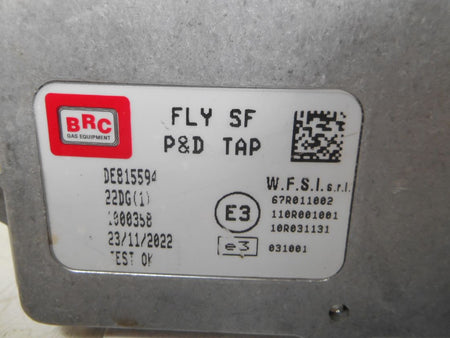 BRC
GAS EQUIPMENT
FLY SF
P&D TAP
DE815594
22DG(1)
1000358
23/11/2022
TEST OK
W.F.S.I. s.r.l.
67R011002
110R001001
10R031131
031001
E3
e3